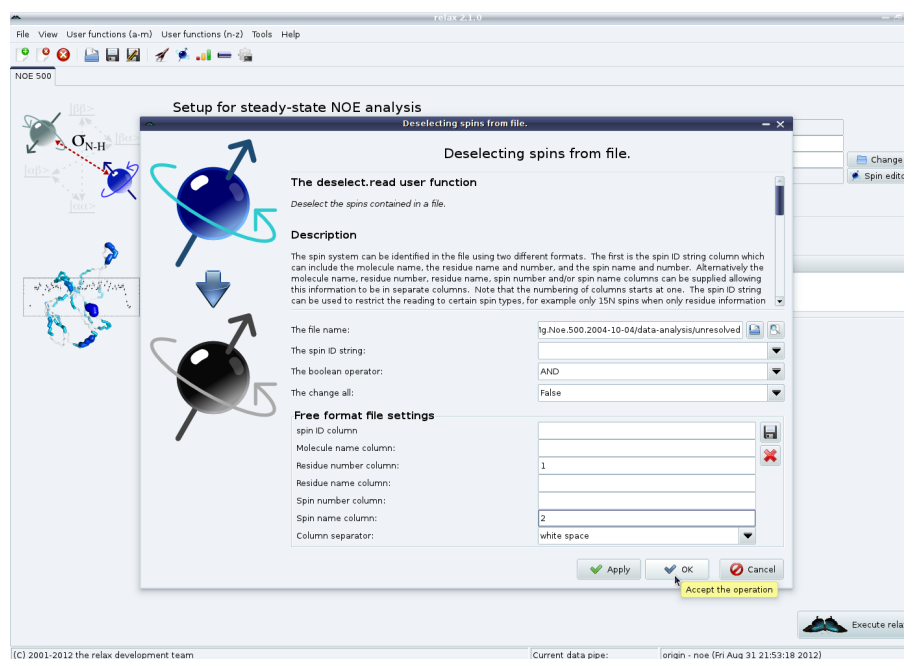 relax 2.1.0
File View User functions (a-m) User functions (n-z) Tools Help
NOE 500
Setup for steady-state NOE analysis
σN-H
Deselecting spins from file.
Deselecting spins from file.
The deselect.read user function
Deselect the spins contained in a file.
Description
The spin system can be identified in the file using two different formats. The first is the spin ID string column which
can include the molecule name, the residue name and number, and the spin name and number. Alternatively the
molecule name, residue number, residue name, spin number and/or spin name columns can be supplied allowing
this information to be in separate columns. Note that the numbering of columns starts at one. The spin ID string
can be used to restrict the reading to certain spin types, for example only 15N spins when only residue information
Change
Spin edito
The file name: 1g.Noe.500.2004-10-04/data-analysis/unresolved
The spin ID string:
The boolean operator: AND
The change all: False
Free format file settings
spin ID column
Molecule name column:
Residue number column: 1
Residue name column:
Spin number column:
Spin name column: 2
Column separator: white space
Apply OK Cancel
Accept the operation
Execute rela
(C) 2001-2012 the relax development team Current data pipe: origin - noe (Fri Aug 31 21:53:18 2012)